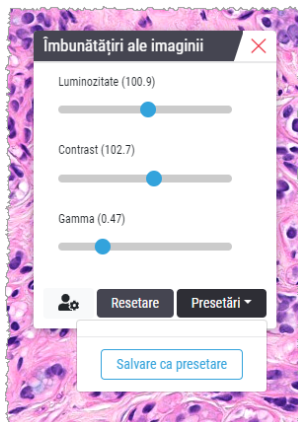 Îmbunătățiri ale imaginii
Luminozitate (100.9)
Contrast (102.7)
Gamma (0.47)
Resetare
Presetări
Salvare ca presetare